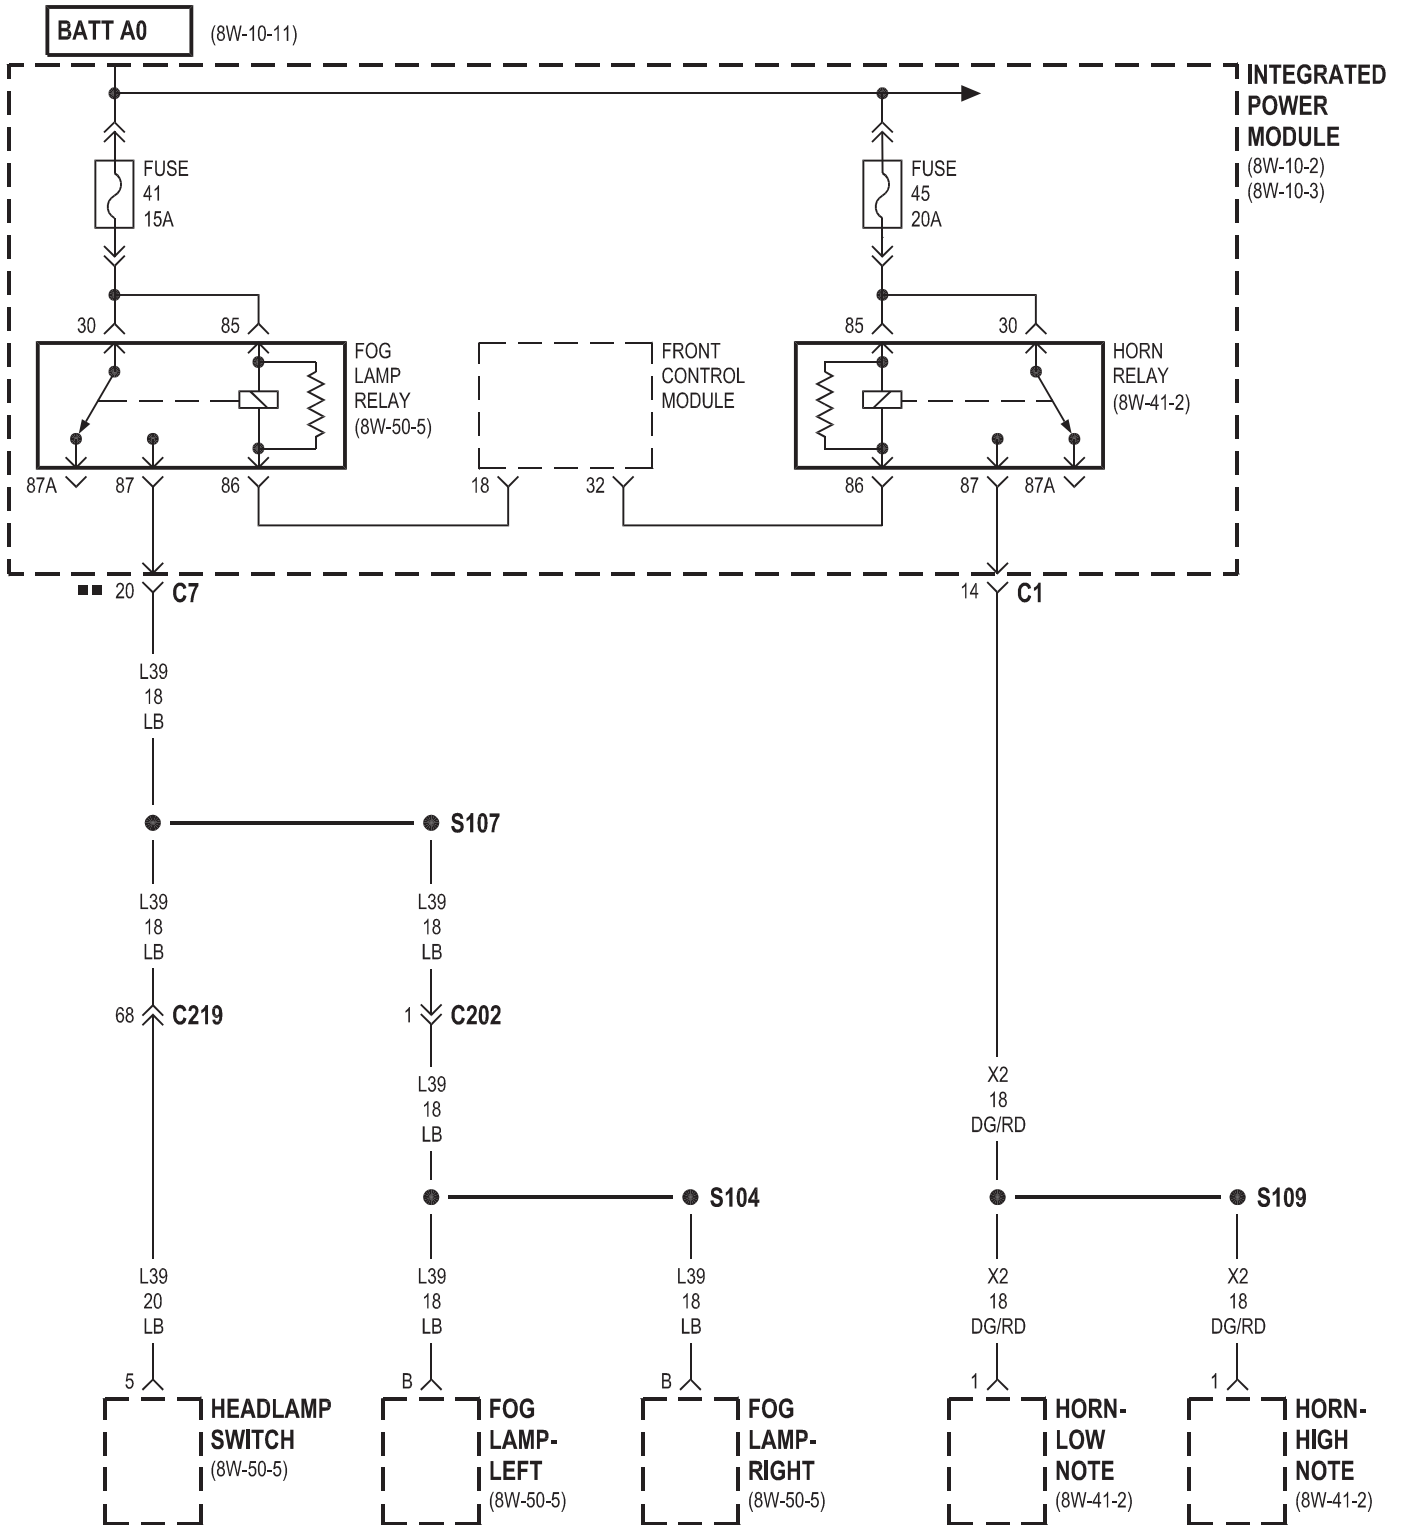 BATT A0
(8W-10-11)
INTEGRATED
POWER
MODULE
(8W-10-2)
(8W-10-3)
FUSE
41
15A
FUSE
45
20A
30
85
85
30
FOG
LAMP
RELAY
(8W-50-5)
FRONT
CONTROL
MODULE
HORN
RELAY
(8W-41-2)
87A
87
86
18
32
86
87
87A
20
C7
14
C1
L39
18
LB
S107
L39
18
LB
L39
18
LB
68
C219
1
C202
L39
18
LB
X2
18
DG/RD
S104
S109
L39
20
LB
L39
18
LB
L39
18
LB
X2
18
DG/RD
X2
18
DG/RD
5
B
B
1
1
HEADLAMP
SWITCH
(8W-50-5)
FOG
LAMP-
LEFT
(8W-50-5)
FOG
LAMP-
RIGHT
(8W-50-5)
HORN-
LOW
NOTE
(8W-41-2)
HORN-
HIGH
NOTE
(8W-41-2)